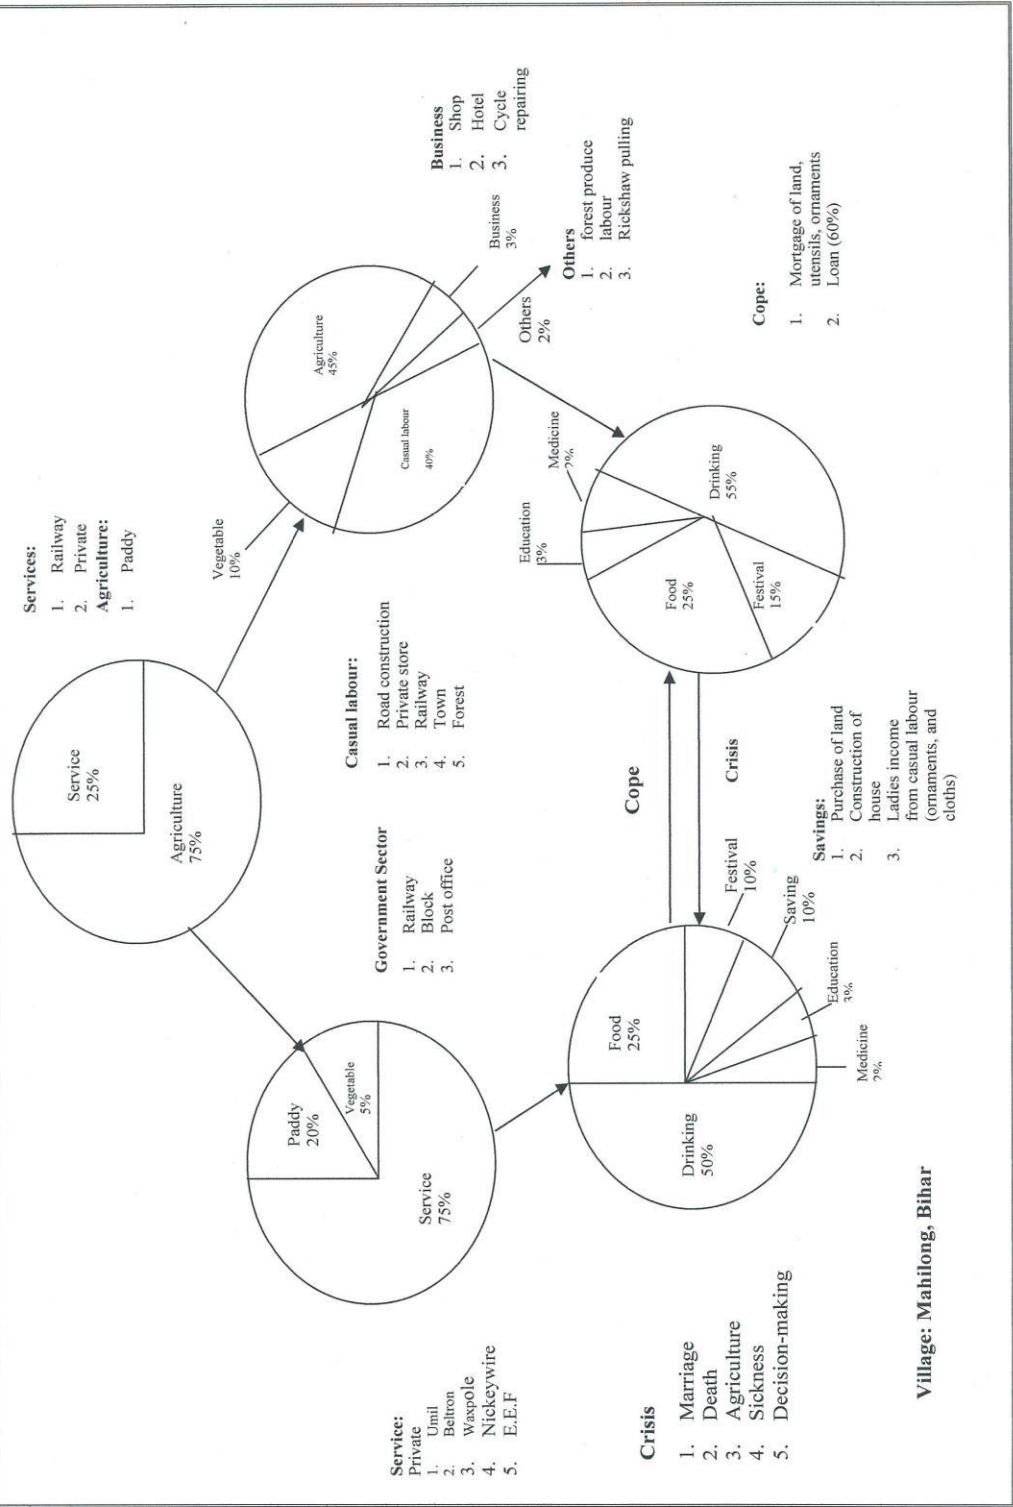 Services:
1. Railway
2. Private
Agriculture:
1. Paddy
Service
25%
Agriculture
75%
Vegetable
10%
Agriculture
45%
Casual labour
40%
Business
3%
Others
2%
Business
1. Shop
2. Hotel
3. Cycle
repairing
Others
1. forest produce
2. labour
3. Rickshaw pulling
Casual labour:
1. Road construction
2. Private store
3. Railway
4. Town
5. Forest
Government Sector
1. Railway
2. Block
3. Post office
Paddy
20%
Vegetable
5%
Service
75%
Service:
Private
1. Umil
2. Beltron
3. Waxpole
4. Nickeywire
5. E.E.F
Education
3%
Medicine
2%
Food
25%
Drinking
55%
Festival
15%
Cope:
1. Mortgage of land,
utensils, ornaments
2. Loan (60%)
Cope
Crisis
Food
25%
Drinking
50%
Festival
10%
Saving
10%
Education
3%
Medicine
2%
Savings:
1. Purchase of land
2. Construction of
house
3. Ladies income
from casual labour
(ornaments, and
cloths)
Crisis
1. Marriage
2. Death
3. Agriculture
4. Sickness
5. Decision-making
Village: Mahilong, Bihar